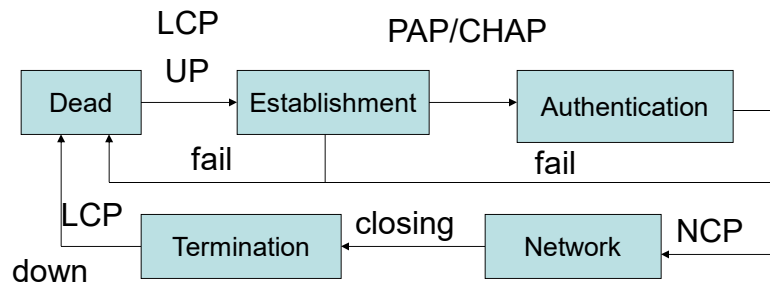 LCP
UP
PAP/CHAP
Dead
Establishment
Authentication
fail
fail
LCP
down
Termination
closing
Network
NCP